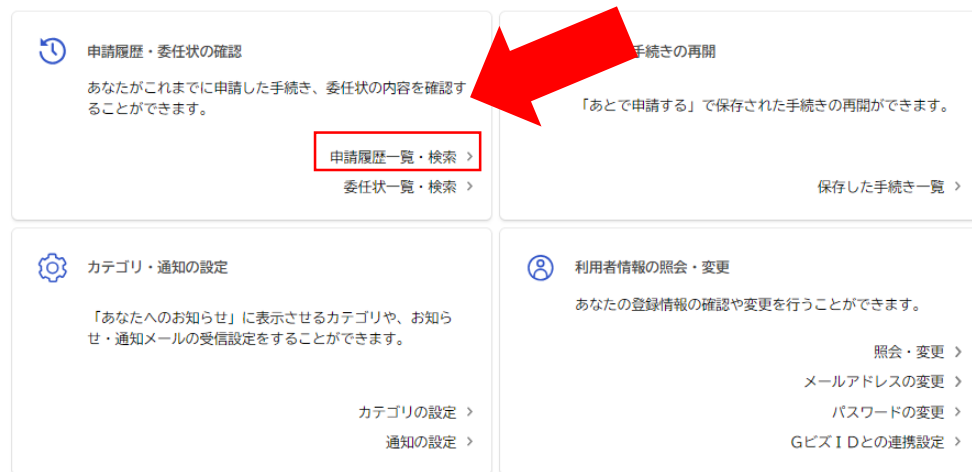 申請履歴・委任状の確認
あなたがこれまでに申請した手続き、委任状の内容を確認す
ることができます。
申請履歴一覧・検索 >
委任状一覧・検索 >
手続きの再開
「あとで申請する」で保存された手続きの再開ができます。
保存した手続き一覧 >
カテゴリ・通知の設定
「あなたへのお知らせ」に表示させるカテゴリや、お知ら
せ・通知メールの受信設定をすることができます。
カテゴリの設定 >
通知の設定 >
利用者情報の照会・変更
あなたの登録情報の確認や変更を行うことができます。
照会・変更 >
メールアドレスの変更 >
パスワードの変更 >
GビズIDとの連携設定 >